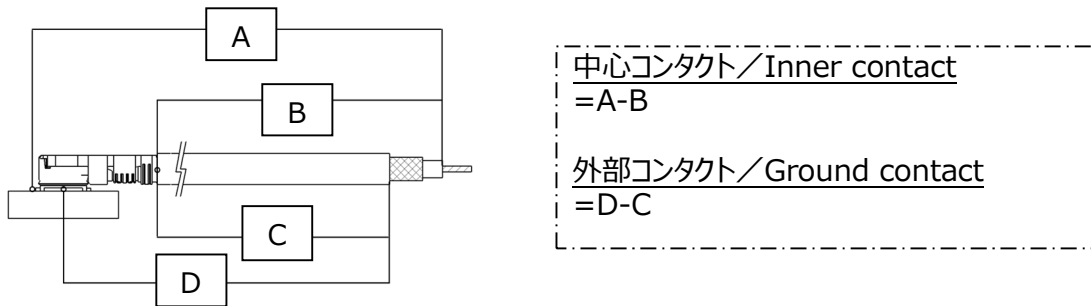 A
B
C
D
中心コンタクト／Inner contact
=A-B
外部コンタクト／Ground contact
=D-C